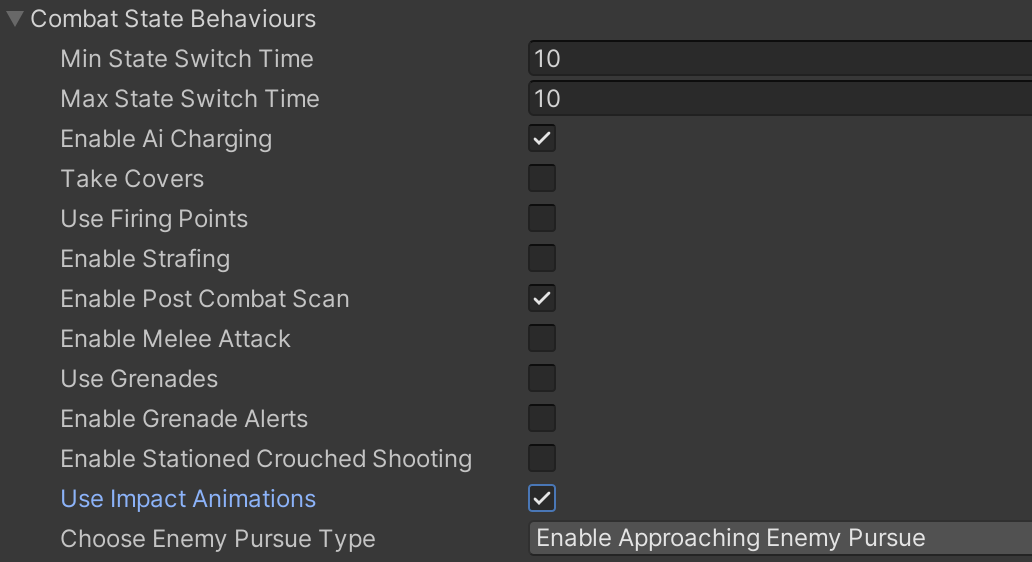 Combat State Behaviours
Min State Switch Time 10
Max State Switch Time 10
Enable Ai Charging
Take Covers
Use Firing Points
Enable Strafing
Enable Post Combat Scan
Enable Melee Attack
Use Grenades
Enable Grenade Alerts
Enable Stationed Crouched Shooting
Use Impact Animations
Choose Enemy Pursue Type Enable Approaching Enemy Pursue